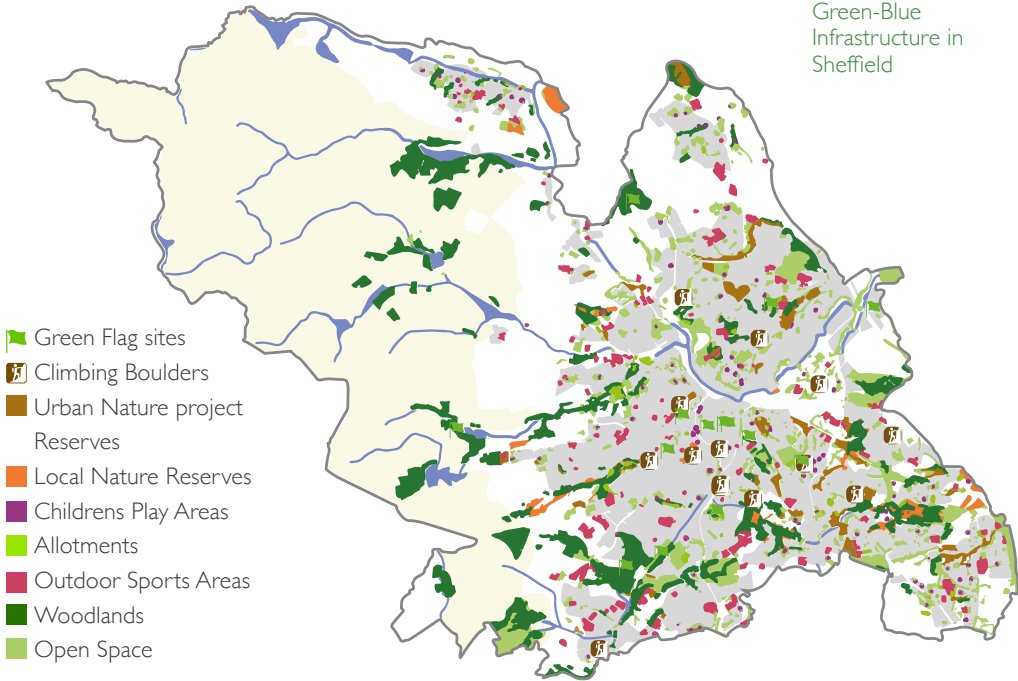 Green-Blue
Infrastructure in
Sheffield
Green Flag sites
Climbing Boulders
Urban Nature project
Reserves
Local Nature Reserves
Childrens Play Areas
Allotments
Outdoor Sports Areas
Woodlands
Open Space